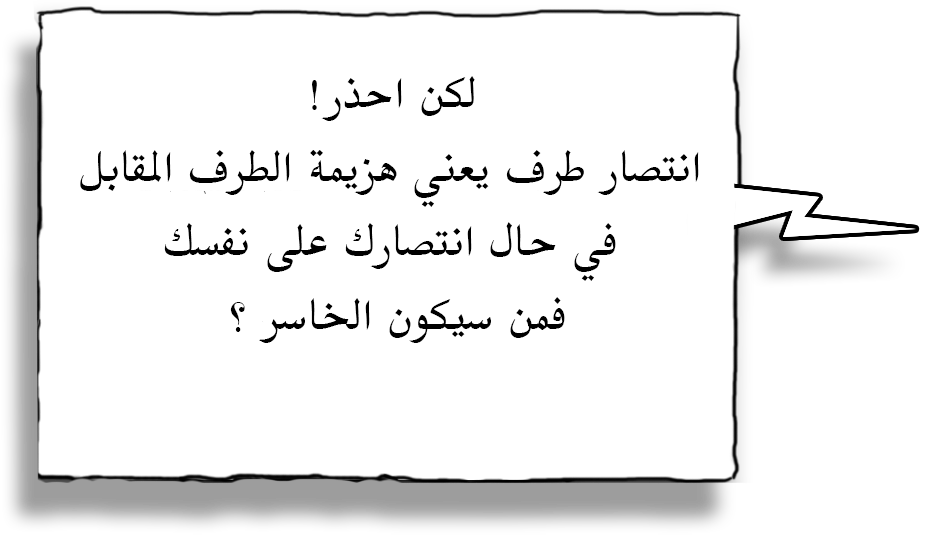 لكن احذر!
انتصار طرف يعني هزيمة الطرف المقابل
في حال انتصارك على نفسك
فمن سيكون الخاسر ؟